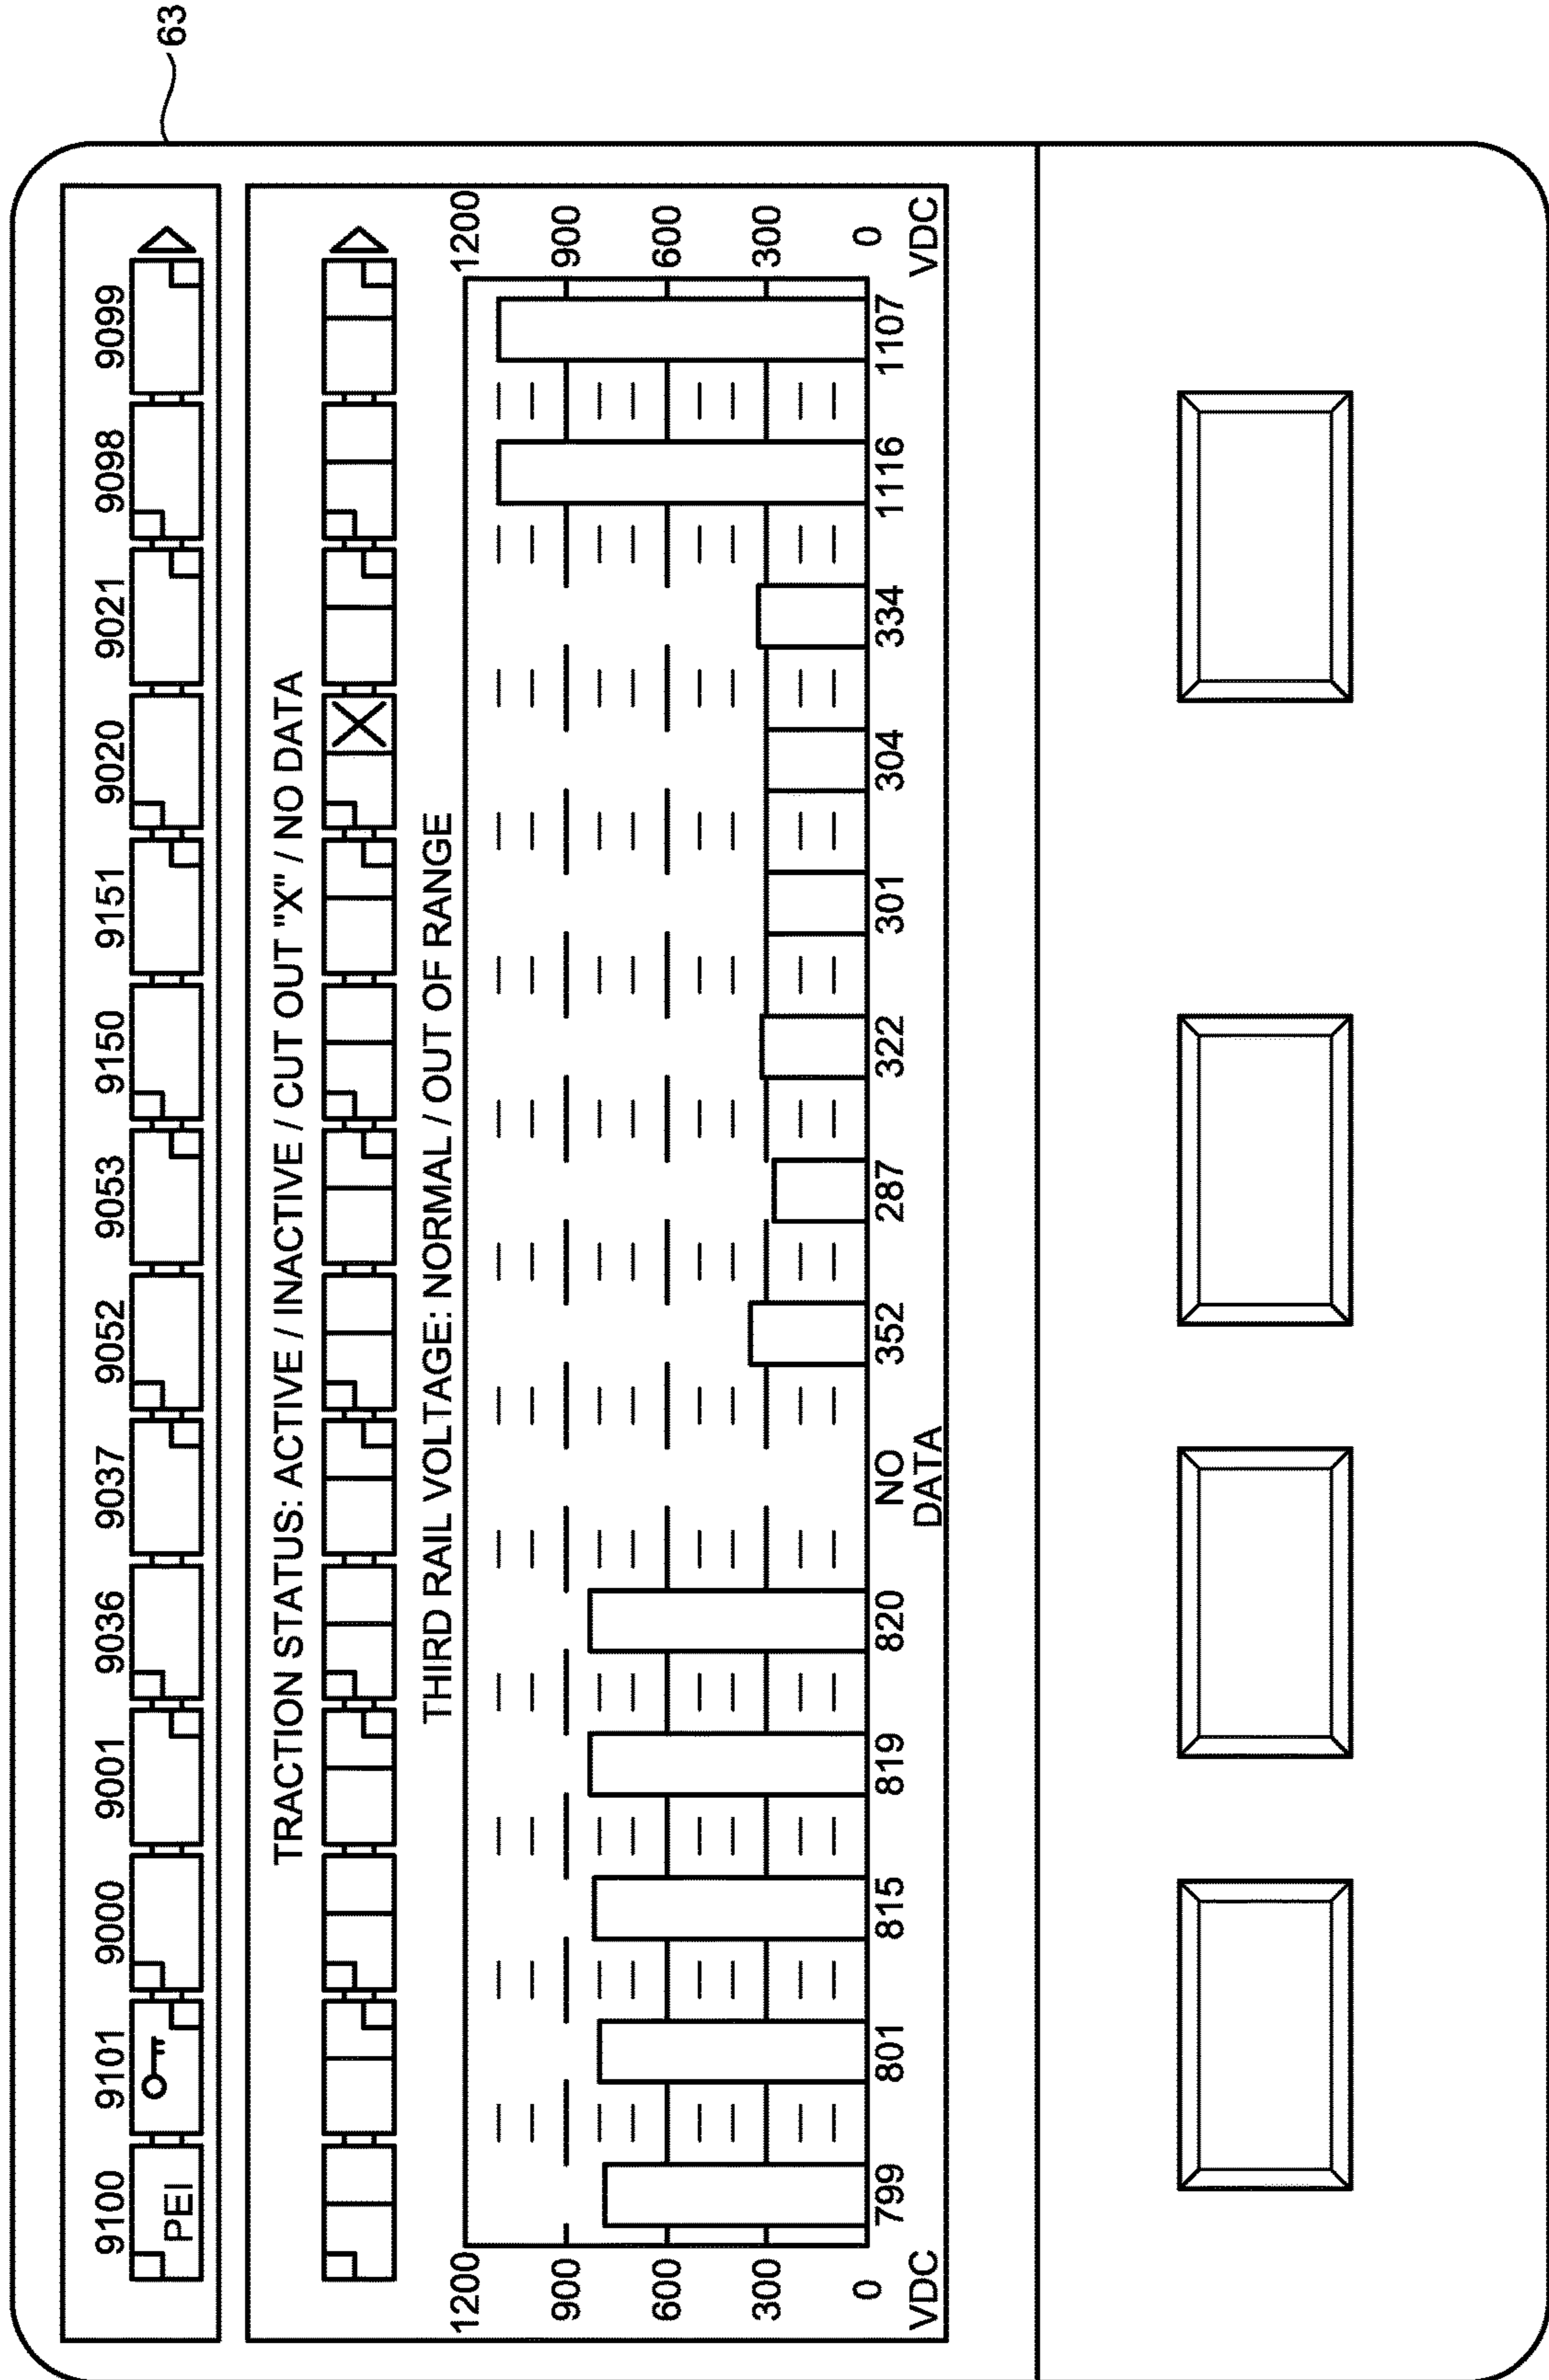 63
9100 9101 9000 9001 9036 9037 9052 9053 9150 9151 9020 9021 9098 9099
PEI
TRACTION STATUS: ACTIVE / INACTIVE / CUT OUT "X" / NO DATA
X
THIRD RAIL VOLTAGE: NORMAL / OUT OF RANGE
1200 1200
900 900
600 600
300 300
0 0
VDC 799 801 815 819 820 NO DATA 352 287 322 301 304 334 1116 1107 VDC